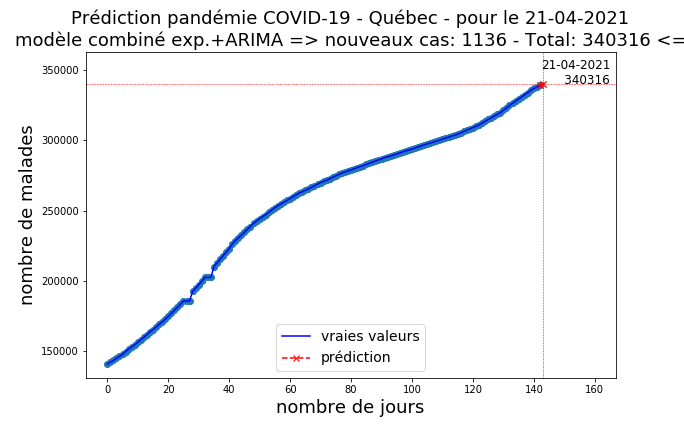 Prédiction pandémie COVID-19 - Québec - pour le 21-04-2021
modèle combiné exp.+ARIMA => nouveaux cas: 1136 - Total: 340316 <=
21-04-2021
340316
350000
300000
250000
200000
150000
nombre de malades
vraies valeurs
prédiction
0 20 40 60 80 100 120 140 160
nombre de jours